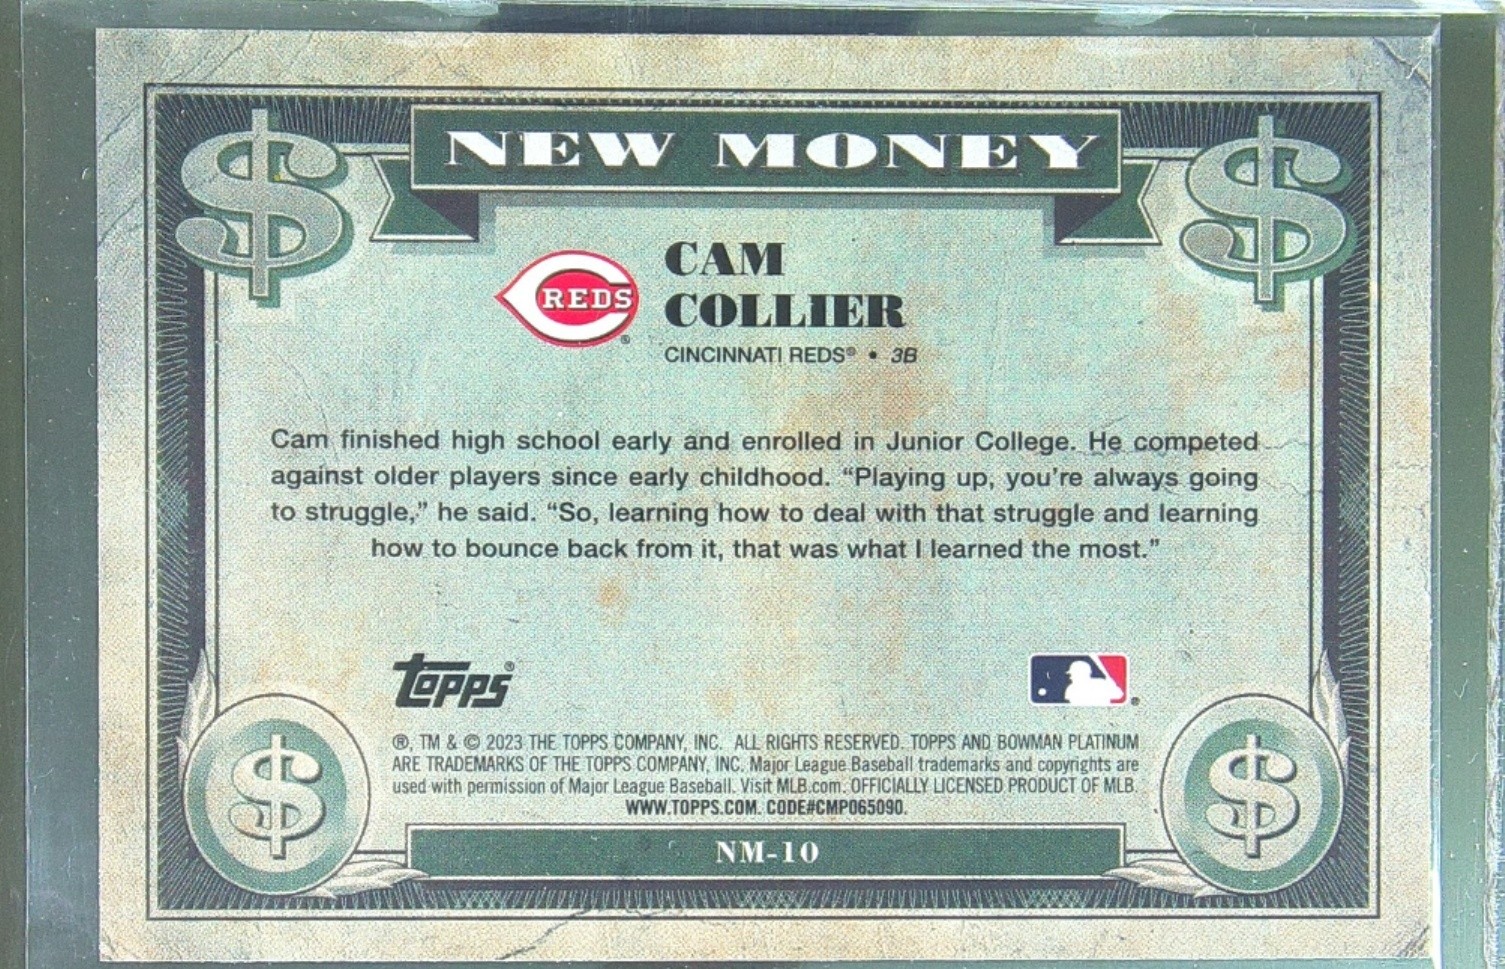 NEW MONEY
REDS®
CAM
COLLIER
CINCINNATI REDS® • 3B
Cam finished high school early and enrolled in Junior College. He competed
against older players since early childhood. “Playing up, you’re always going
to struggle,” he said. “So, learning how to deal with that struggle and learning
how to bounce back from it, that was what I learned the most.”
topps®
®, TM & © 2023 THE TOPPS COMPANY, INC. ALL RIGHTS RESERVED. TOPPS AND BOWMAN PLATINUM
ARE TRADEMARKS OF THE TOPPS COMPANY, INC. Major League Baseball trademarks and copyrights are
used with permission of Major League Baseball. Visit MLB.com. OFFICIALLY LICENSED PRODUCT OF MLB.
WWW.TOPPS.COM. CODE#CMP065090.
NM-10